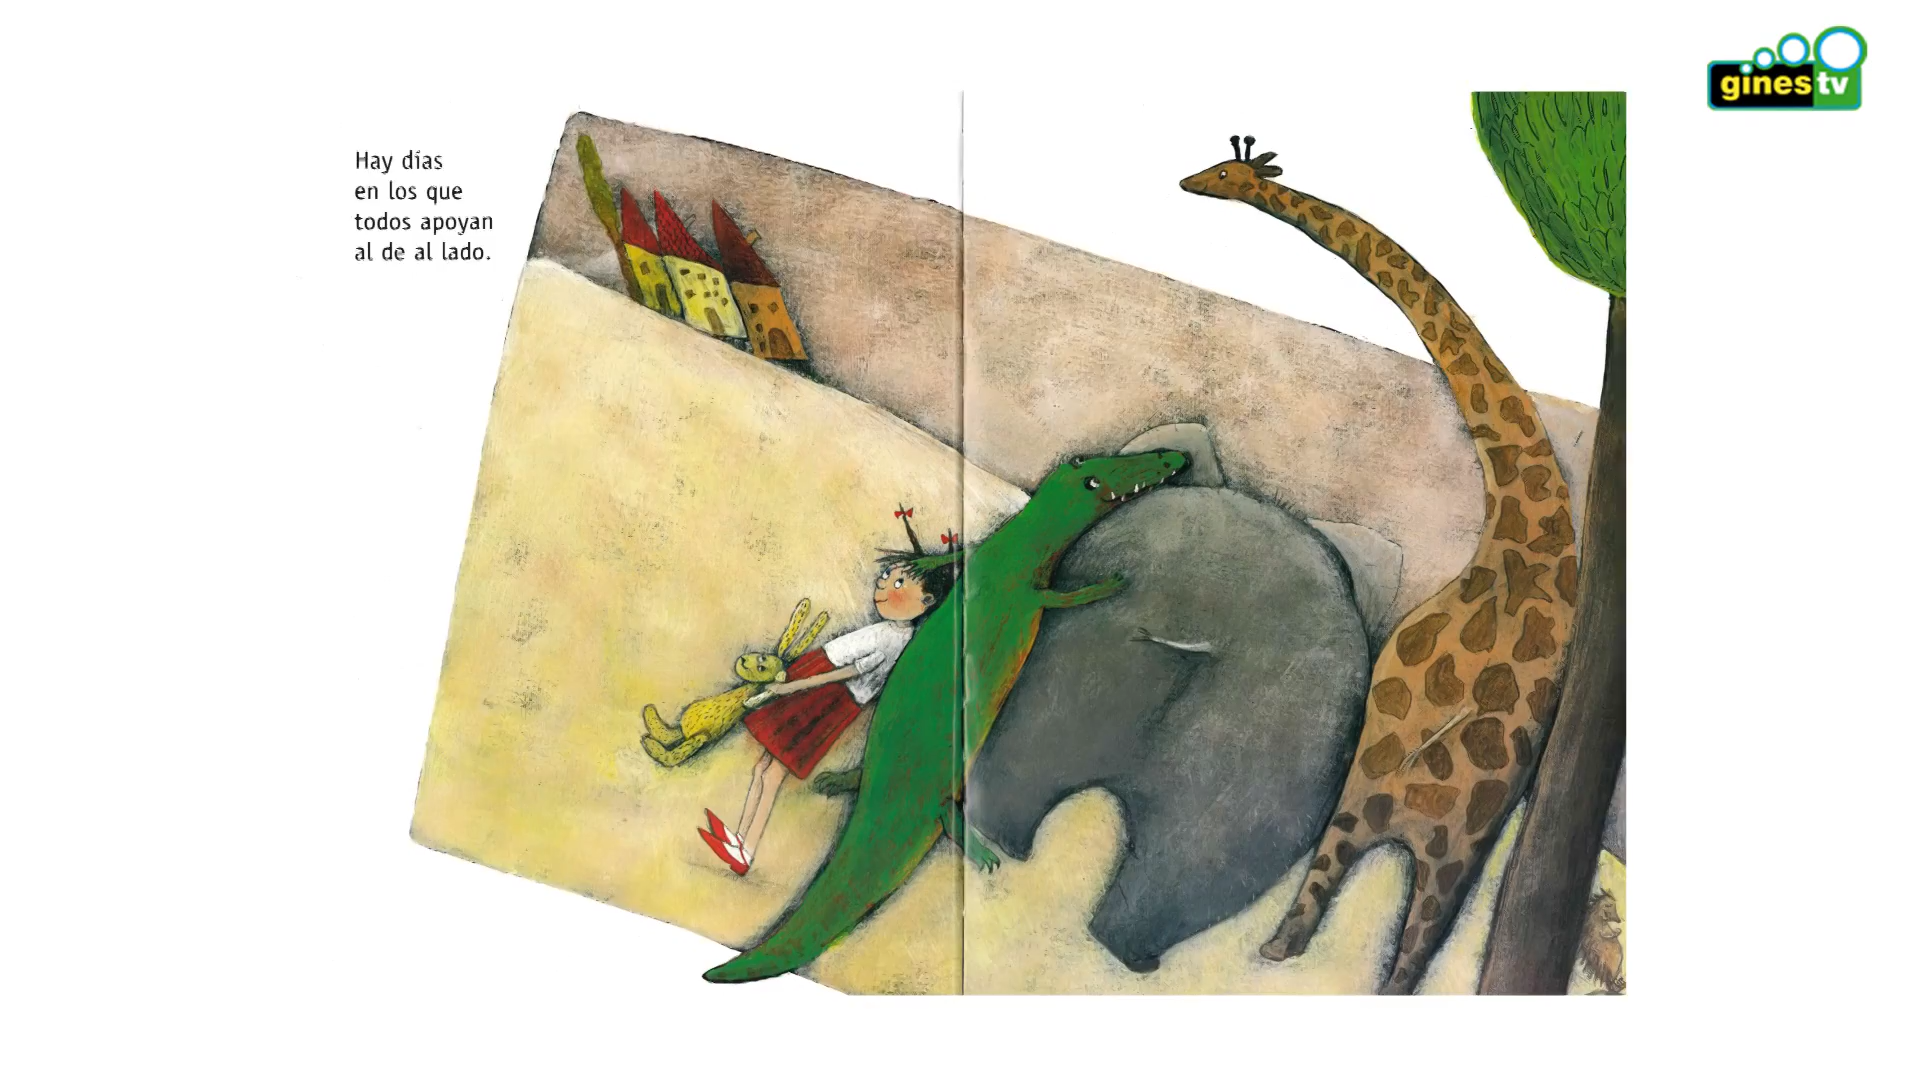 Hay días
en los que
todos apoyan
al de al lado.
gines tv